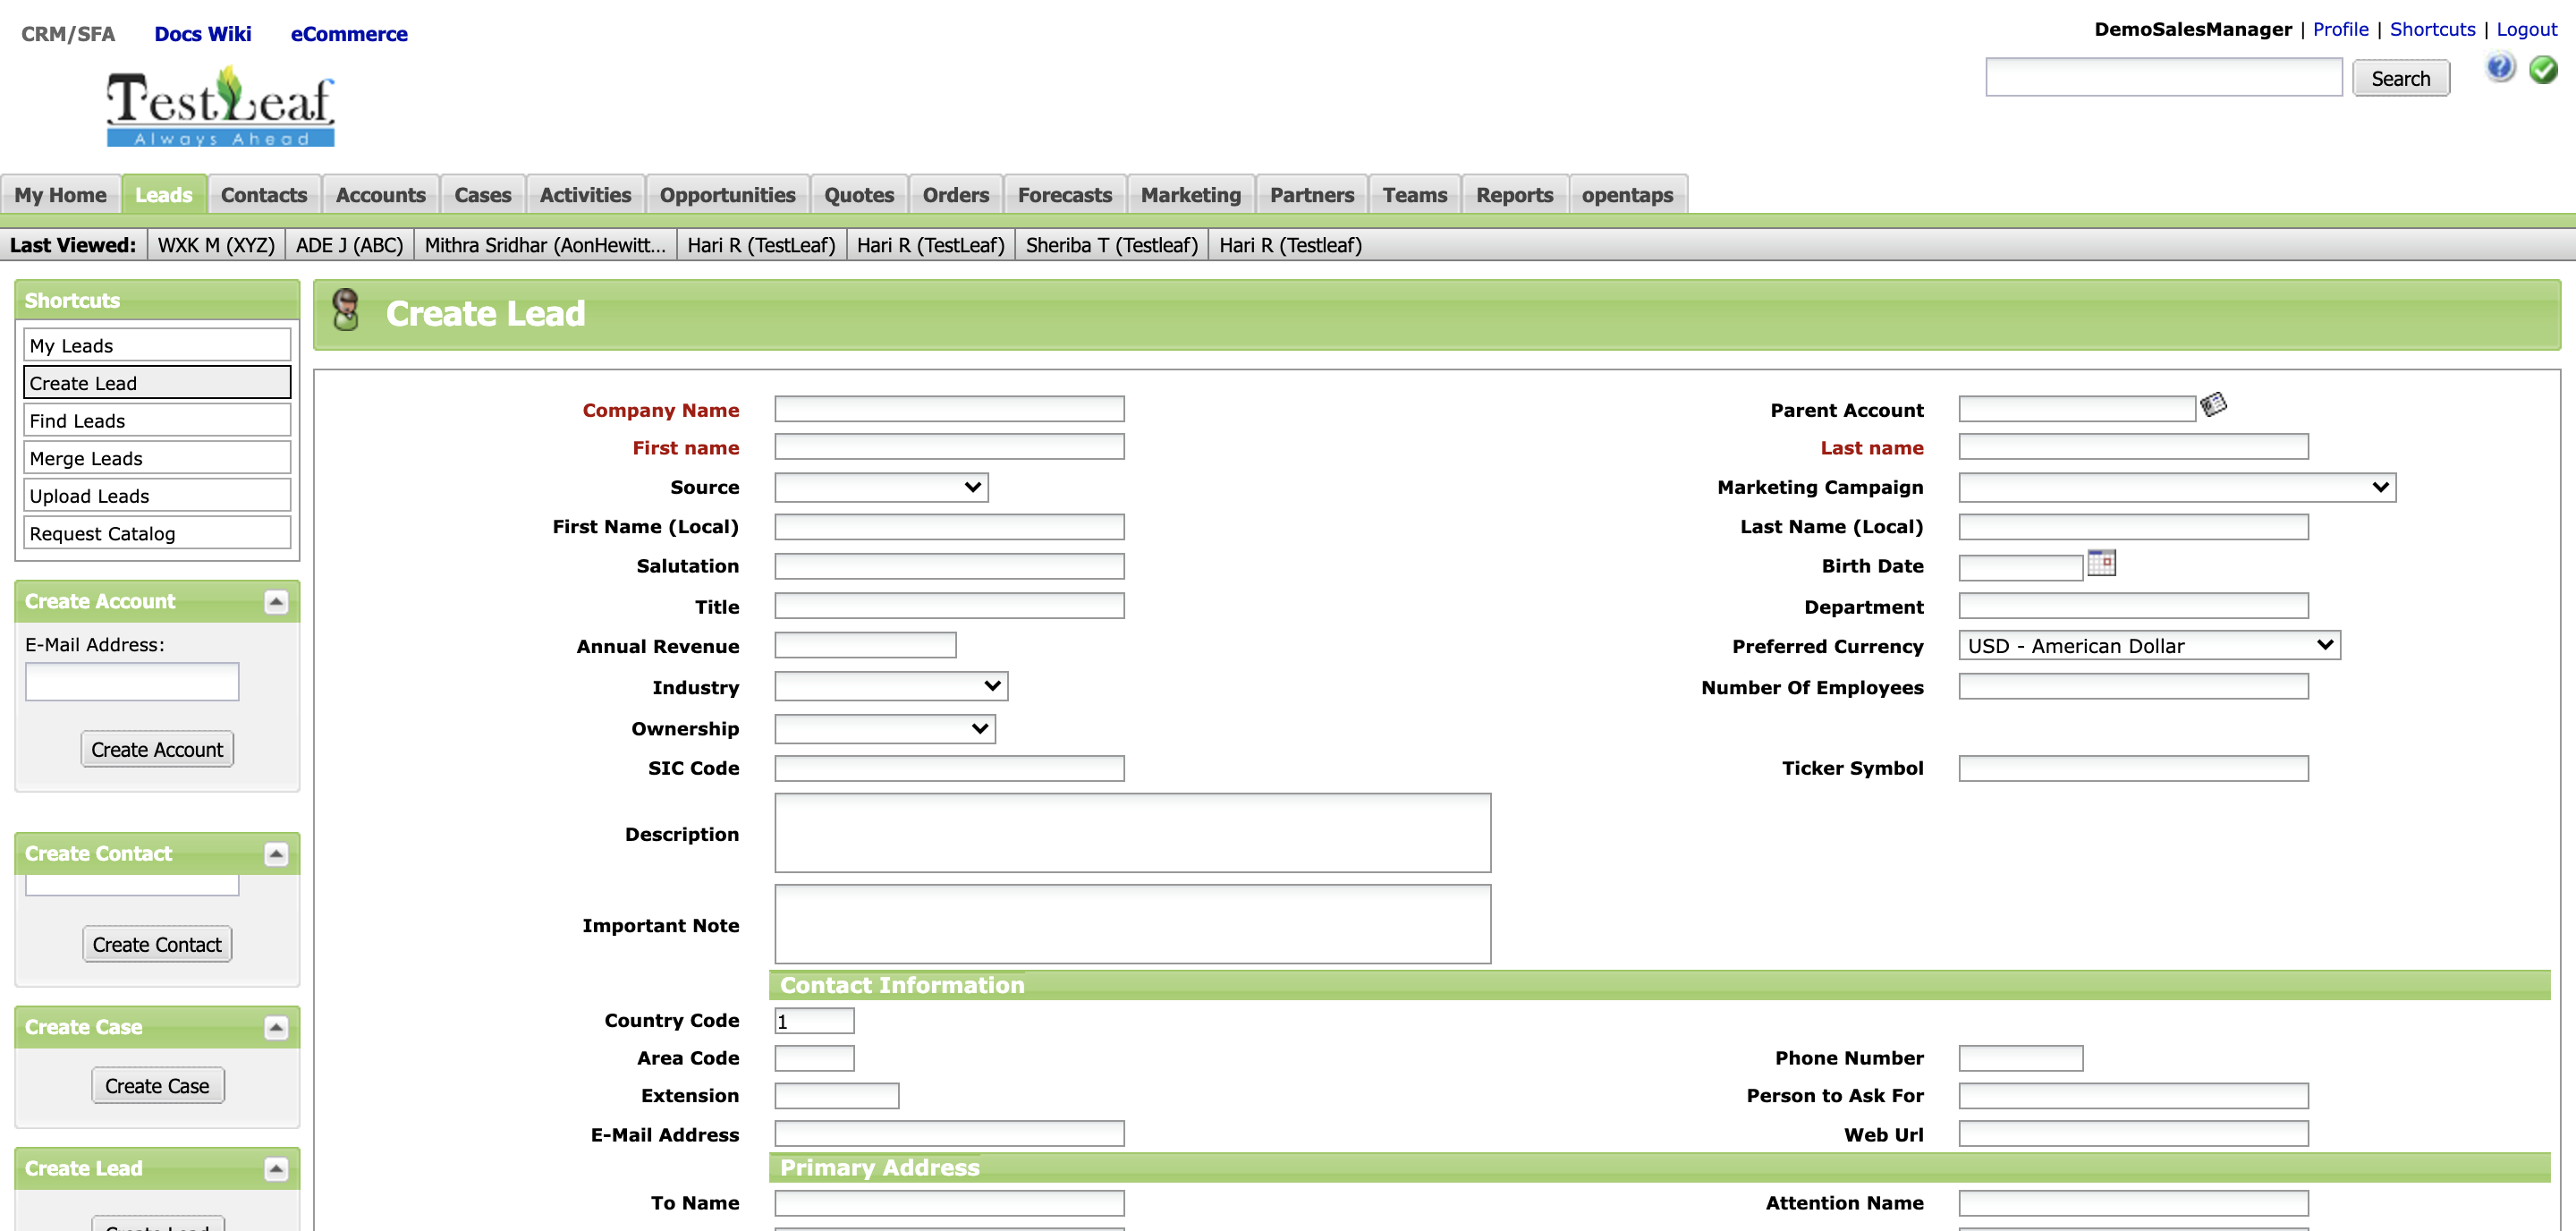 CRM/SFA Docs Wiki eCommerce
DemoSalesManager | Profile | Shortcuts | Logout
Search
TestLeaf
Always Ahead
My Home Leads Contacts Accounts Cases Activities Opportunities Quotes Orders Forecasts Marketing Partners Teams Reports opentaps
Last Viewed: WXK M (XYZ) ADE J (ABC) Mithra Sridhar (AonHewitt... Hari R (TestLeaf) Hari R (TestLeaf) Sheriba T (Testleaf) Hari R (Testleaf)
Shortcuts
My Leads
Create Lead
Find Leads
Merge Leads
Upload Leads
Request Catalog
Create Account
E-Mail Address:
Create Account
Create Contact
Create Contact
Create Case
Create Case
Create Lead
Create Lead
Create Lead
Company Name Parent Account
First name Last name
Source Marketing Campaign
First Name (Local) Last Name (Local)
Salutation Birth Date
Title Department
Annual Revenue Preferred Currency USD - American Dollar
Industry Number Of Employees
Ownership
SIC Code Ticker Symbol
Description
Important Note
Contact Information
Country Code 1
Area Code Phone Number
Extension Person to Ask For
E-Mail Address Web Url
Primary Address
To Name Attention Name